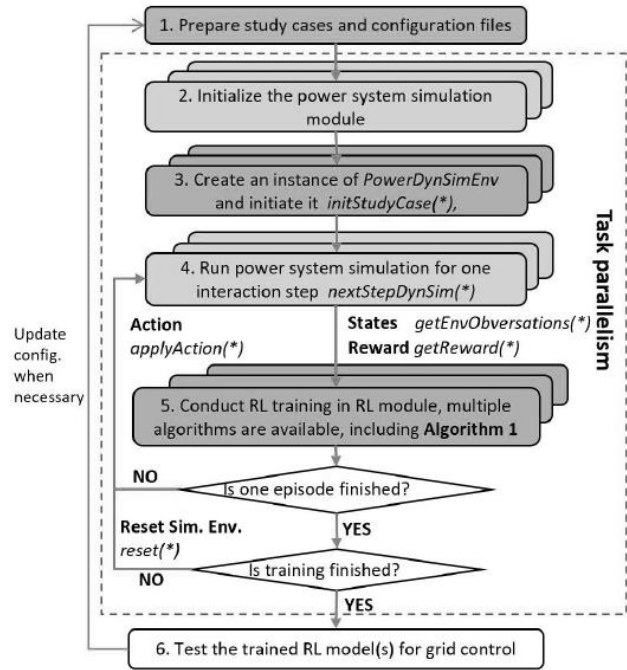 1. Prepare study cases and configuration files
2. Initialize the power system simulation
module
3. Create an instance of PowerDynSimEnv
and initiate it initStudyCase(*),
4. Run power system simulation for one
interaction step nextStepDynSim(*)
Action
applyAction(*)
States getEnvObversations(*)
Reward getReward(*)
Task parallelism
Update
config.
when
necessary
5. Conduct RL training in RL module, multiple
algorithms are available, including Algorithm 1
NO
Is one episode finished?
YES
Reset Sim. Env.
reset(*)
NO
Is training finished?
YES
6. Test the trained RL model(s) for grid control